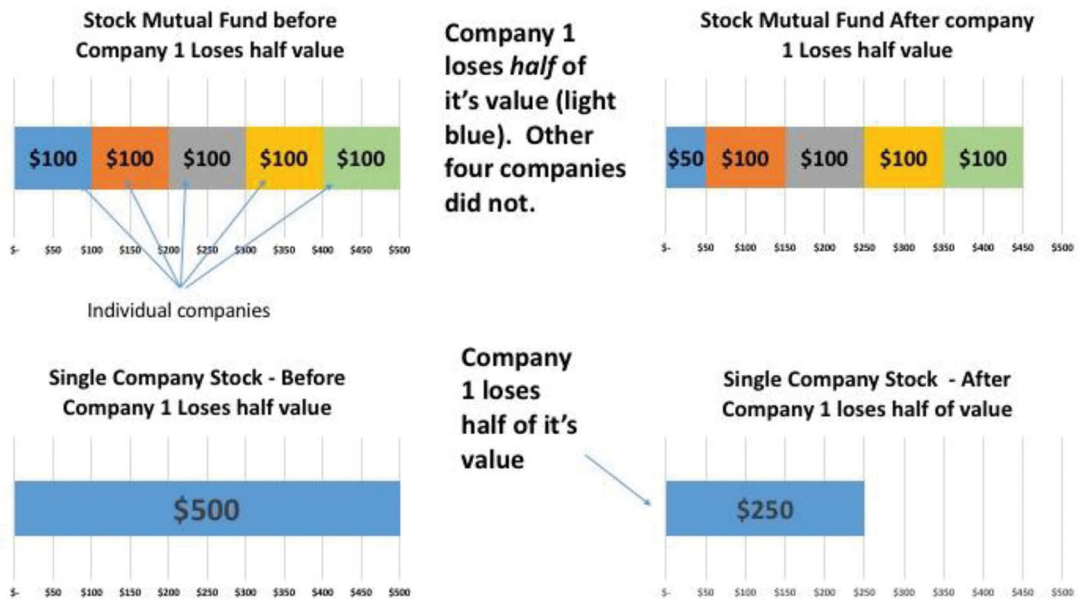 Stock Mutual Fund before
Company 1 Loses half value
$100 $100 $100 $100 $100
$- $50 $100 $150 $200 $250 $300 $350 $400 $450 $500
Individual companies
Company 1
loses half of
it's value (light
blue). Other
four companies
did not.
Stock Mutual Fund After company
1 Loses half value
$50 $100 $100 $100 $100
$- $50 $100 $150 $200 $250 $300 $350 $400 $450 $500
Single Company Stock - Before
Company 1 Loses half value
$500
$- $50 $100 $150 $200 $250 $300 $350 $400 $450 $500
Company
1 loses
half of it's
value
Single Company Stock - After
Company 1 loses half of value
$250
$- $50 $100 $150 $200 $250 $300 $350 $400 $450 $500